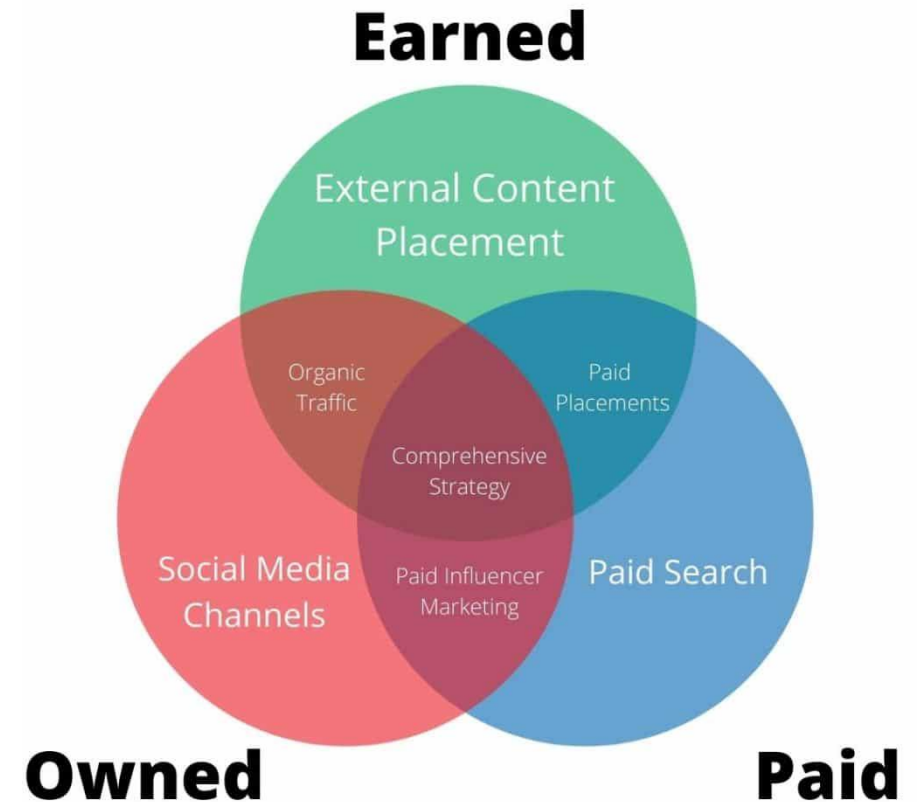 Earned
External Content
Placement
Organic
Traffic
Paid
Placements
Comprehensive
Strategy
Social Media
Channels
Paid Influencer
Marketing
Paid Search
Owned
Paid